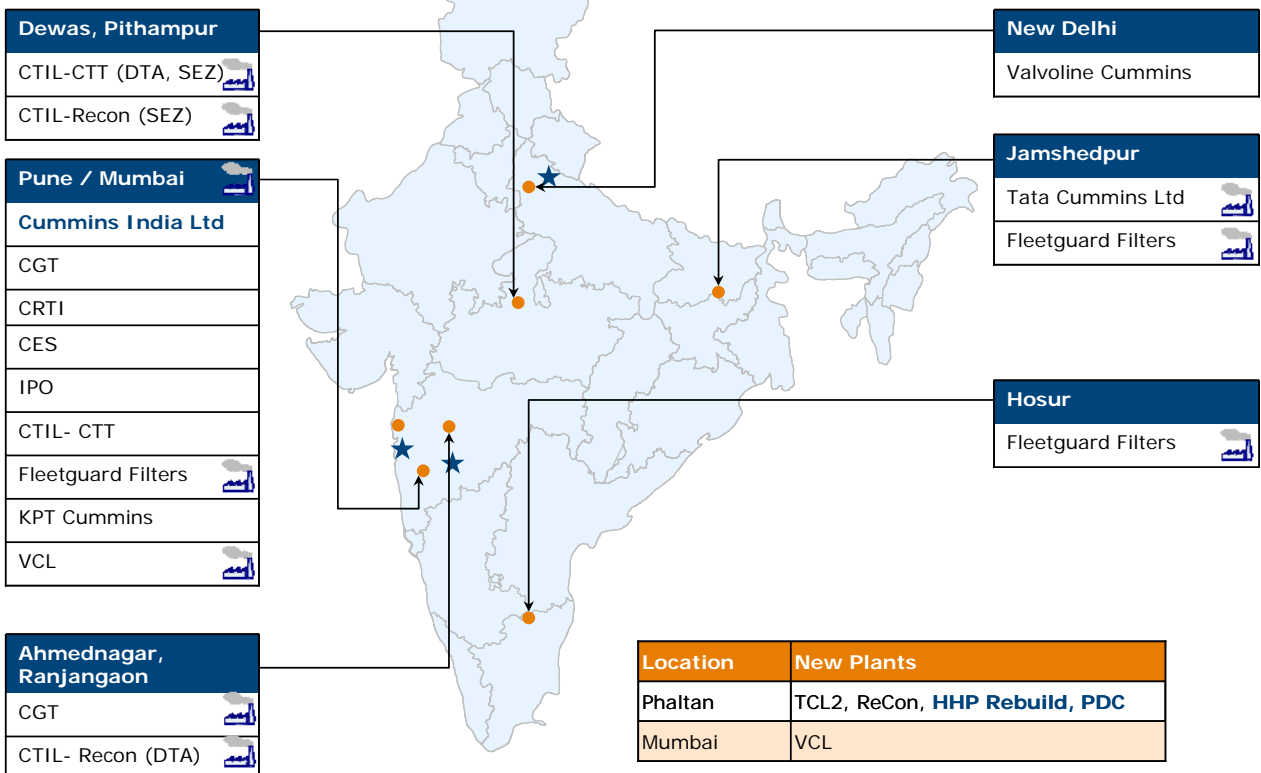 Dewas, Pithampur
CTIL-CTT (DTA, SEZ)
CTIL-Recon (SEZ)
Pune / Mumbai
Cummins India Ltd
CGT
CRTI
CES
IPO
CTIL- CTT
Fleetguard Filters
KPT Cummins
VCL
Ahmednagar,
Ranjangaon
CGT
CTIL- Recon (DTA)
New Delhi
Valvoline Cummins
Jamshedpur
Tata Cummins Ltd
Fleetguard Filters
Hosur
Fleetguard Filters
Location New Plants
Phaltan TCL2, ReCon, HHP Rebuild, PDC
Mumbai VCL